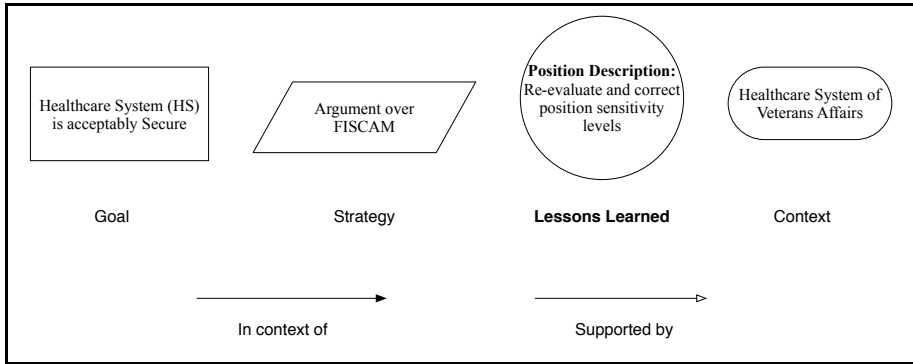 Healthcare System (HS)
is acceptably Secure
Argument over
FISCAM
Position Description:
Re-evaluate and correct
position sensitivity
levels
Healthcare System of
Veterans Affairs
Goal
Strategy
Lessons Learned
Context
In context of
Supported by